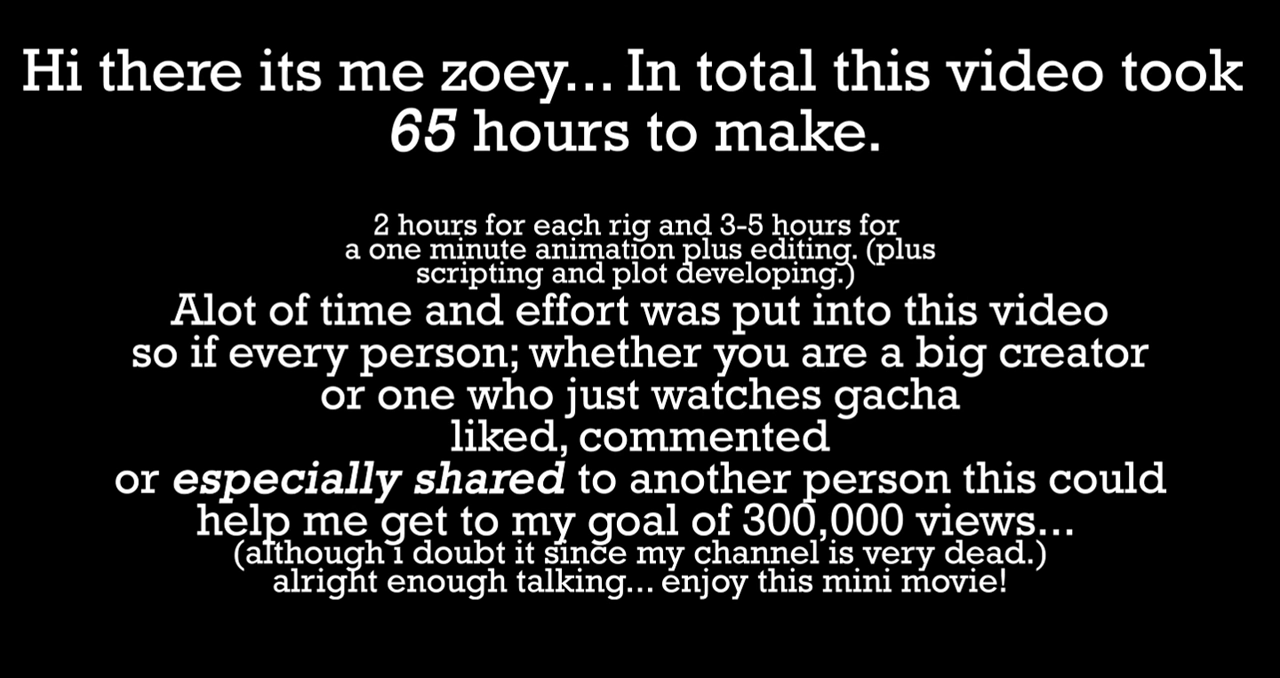 Hi there its me zoey... In total this video took
65 hours to make.
2 hours for each rig and 3-5 hours for
a one minute animation plus editing. (plus
scripting and plot developing.)
Alot of time and effort was put into this video
so if every person; whether you are a big creator
or one who just watches gacha
liked, commented
or especially shared to another person this could
help me get to my goal of 300,000 views...
(although i doubt it since my channel is very dead.)
alright enough talking... enjoy this mini movie!